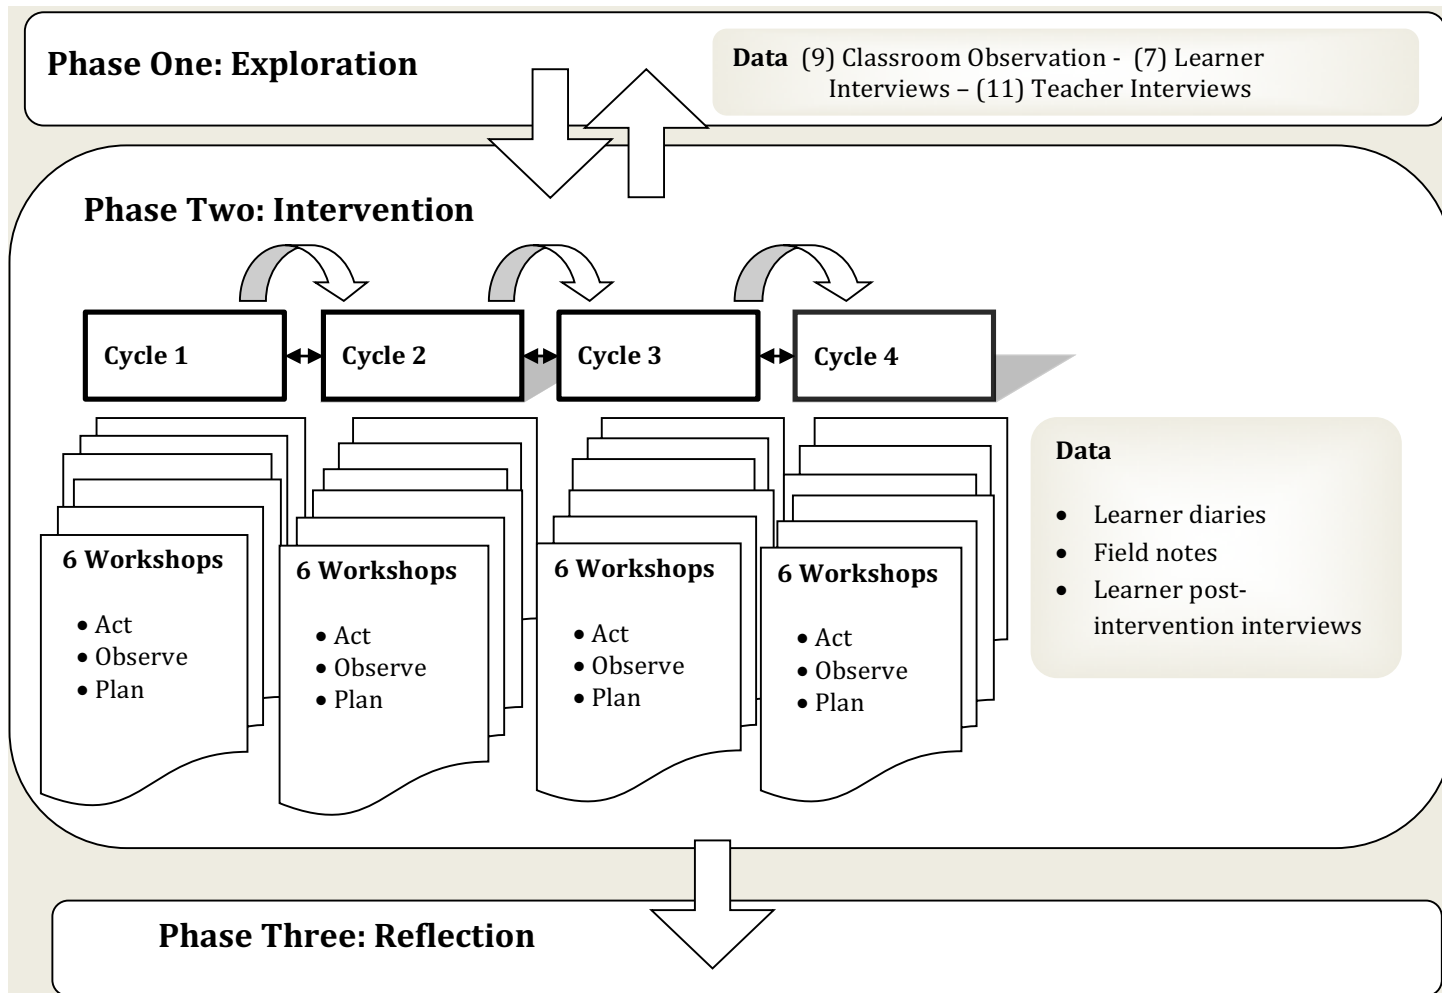 Phase One: Exploration
Data (9) Classroom Observation - (7) Learner
Interviews – (11) Teacher Interviews
Phase Two: Intervention
Cycle 1
Cycle 2
Cycle 3
Cycle 4
6 Workshops
• Act
• Observe
• Plan
6 Workshops
• Act
• Observe
• Plan
6 Workshops
• Act
• Observe
• Plan
6 Workshops
• Act
• Observe
• Plan
Data
• Learner diaries
• Field notes
• Learner post-
intervention interviews
Phase Three: Reflection